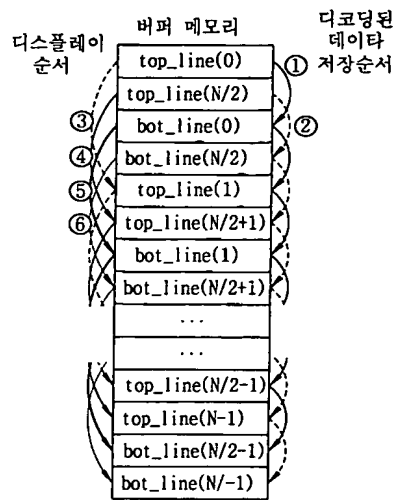 버퍼 메모리
디스플레이
순서
디코딩된
데이타
저장순서
top_line(0)
①
top_line(N/2)
③
bot_line(0)
②
④
bot_line(N/2)
⑤
top_line(1)
⑥
top_line(N/2+1)
bot_line(1)
bot_line(N/2+1)
...
...
top_line(N/2-1)
top_line(N-1)
bot_line(N/2-1)
bot_line(N/-1)